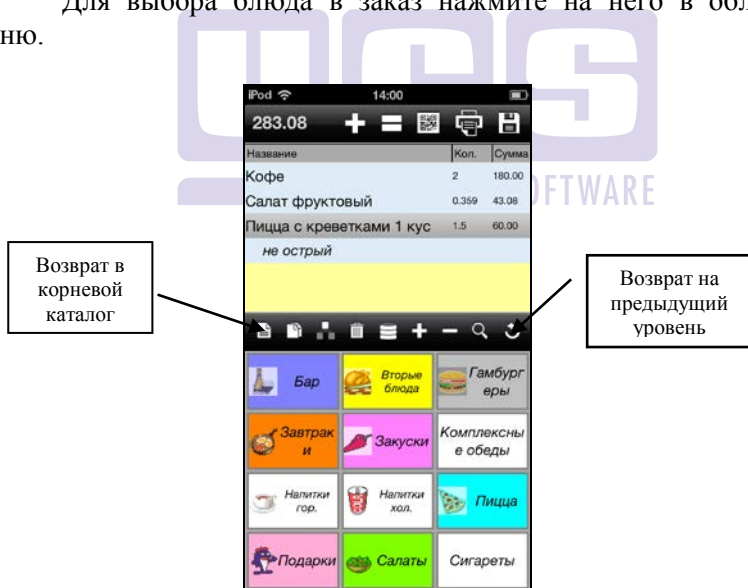 Для выбора блюда в заказ нажмите на него в обл
ню.
UCS
SOFTWARE
iPod 14:00
283.08
Название Кол. Сумма
Кофе 2 180.00
Салат фруктовый 0.359 43.08
Пицца с креветками 1 кус 1.5 60.00
не острый
Возврат в
корневой
каталог
Возврат на
предыдущий
уровень
Бар
Вторые
блюда
Гамбург
еры
Завтрак
и
Закуски
Комплексны
е обеды
Напитки
гор.
Напитки
хол.
Пицца
Подарки
Салаты
Сигареты